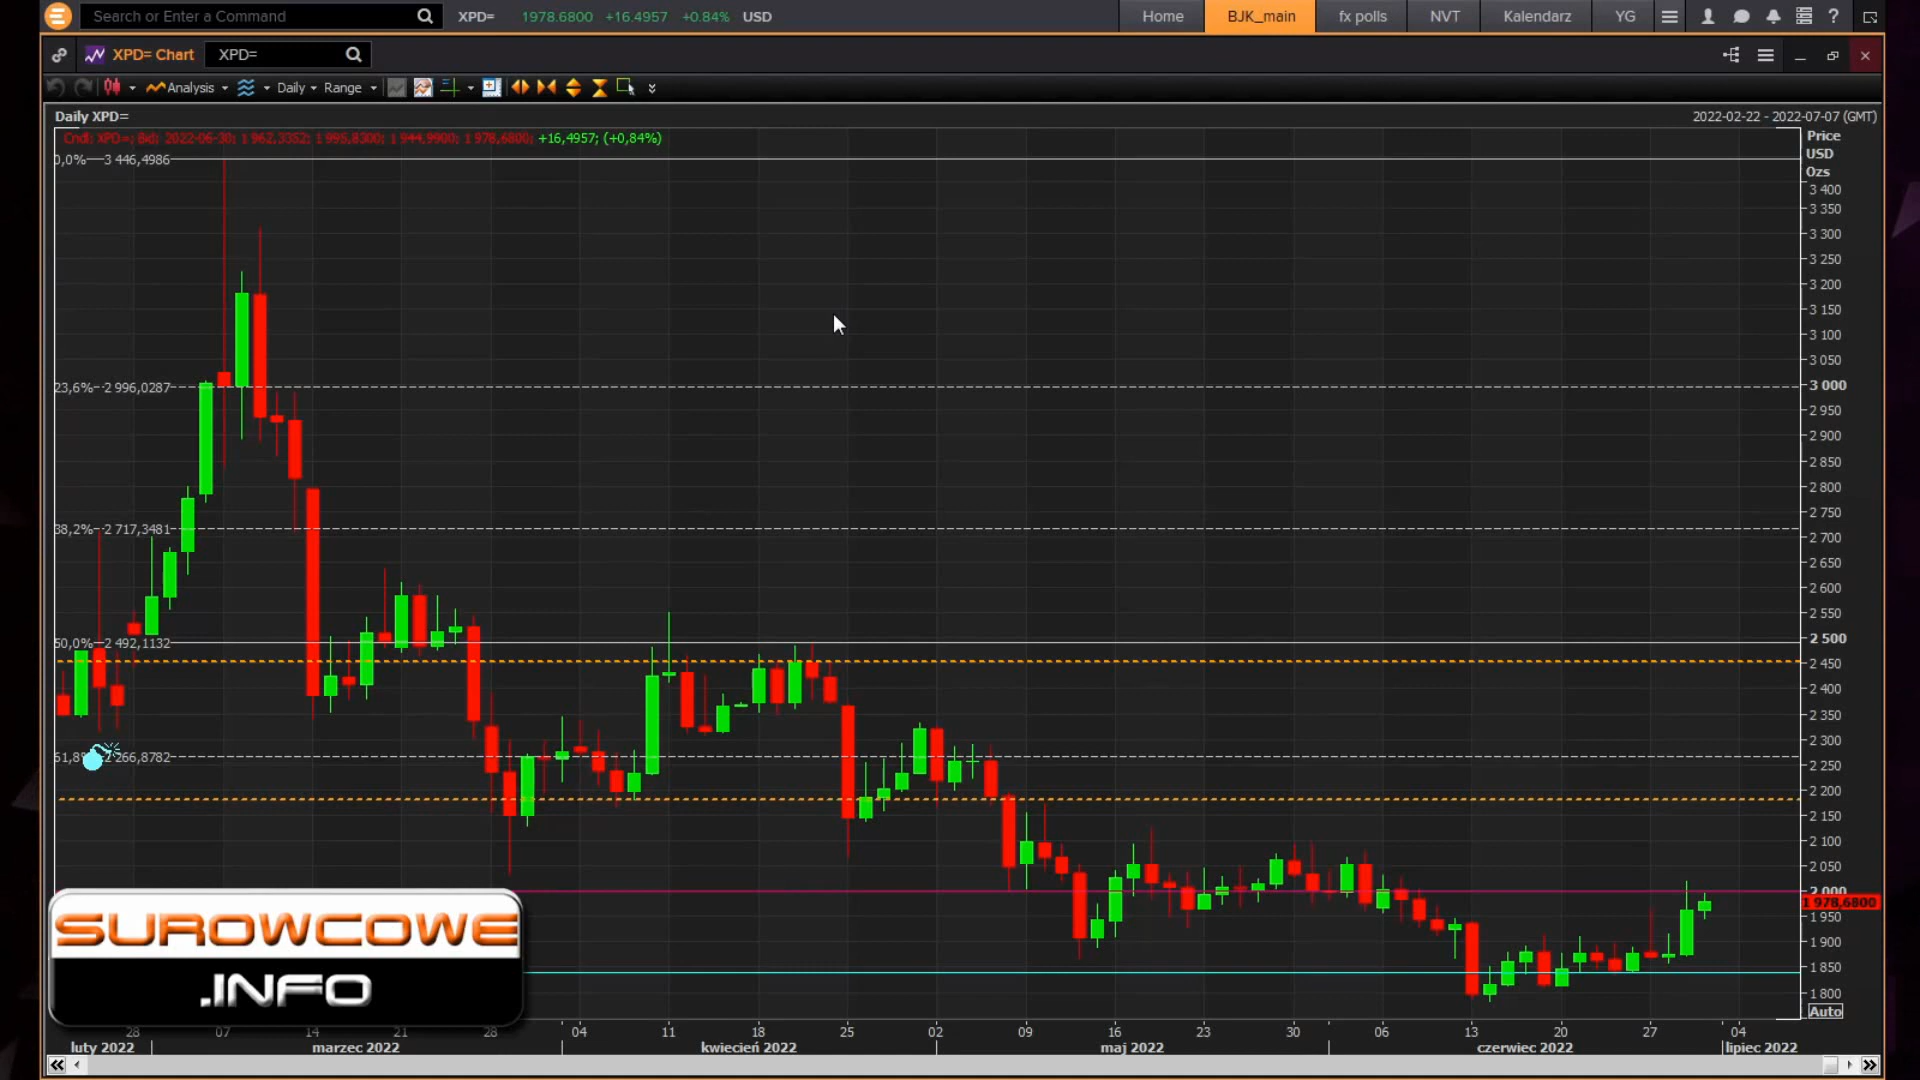 Search or Enter a Command XPD= 1978.6800 +16.4957 +0.84% USD Home BJK_main fx polls NVT Kalendarz YG ?
XPD= Chart XPD=
Analysis Daily Range
Daily XPD= 2022-02-22 - 2022-07-07 (GMT)
Cndl; XPD=; Bid; 2022-06-30; 1 962,3352; 1 995,8300; 1 944,9900; 1 978,6800; +16,4957; (+0,84%)
Price
USD
Ozs
0,0% 3 446,4986
3 400
3 350
3 300
3 250
3 200
3 150
3 100
3 050
23,6% 2 996,0287
3 000
2 950
2 900
2 850
2 800
2 750
38,2% 2 717,3481
2 700
2 650
2 600
2 550
50,0% 2 492,1132
2 500
2 450
2 400
2 350
2 300
2 250
2 200
2 150
2 100
2 050
2 000
1 978,6800
1 950
1 900
1 850
1 800
Auto
SUROWCOWE
.INFO
28 07 14 21 28 04 11 18 25 02 09 16 23 30 06 13 20 27 04
luty 2022 marzec 2022 kwiecień 2022 maj 2022 czerwiec 2022 lipiec 2022